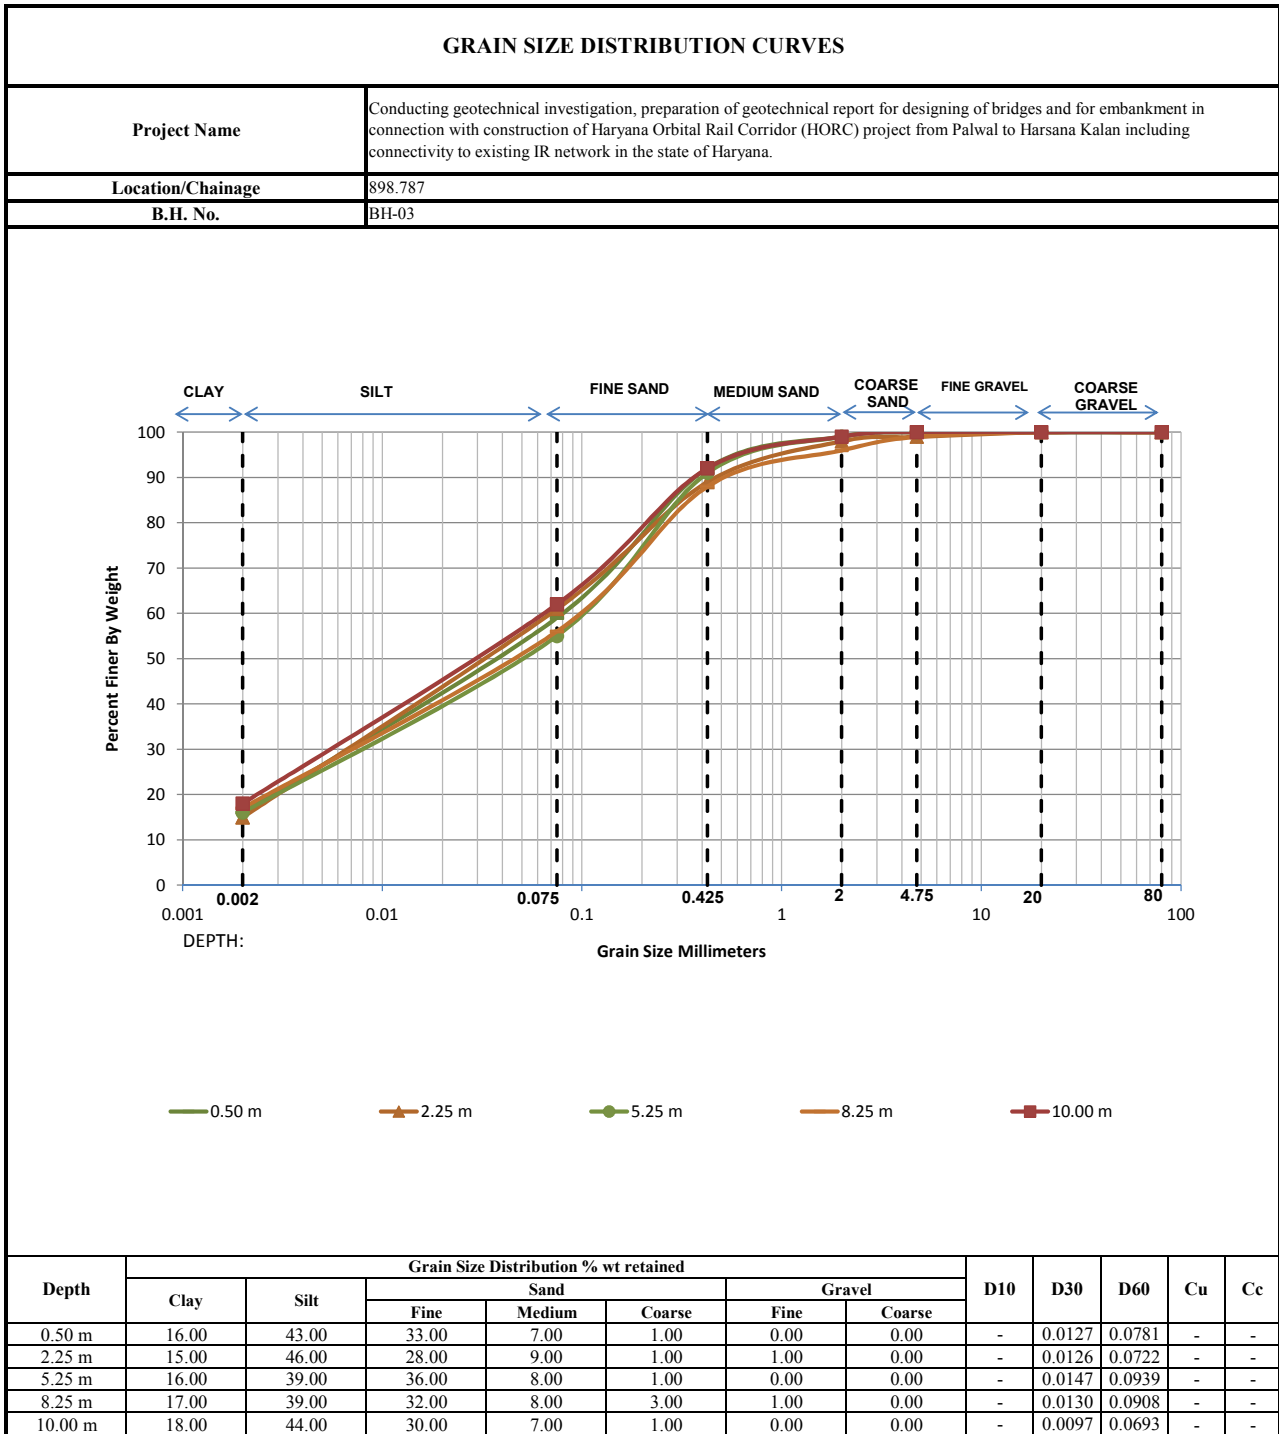 GRAIN SIZE DISTRIBUTION CURVES
Project Name
Conducting geotechnical investigation, preparation of geotechnical report for designing of bridges and for embankment in
connection with construction of Haryana Orbital Rail Corridor (HORC) project from Palwal to Harsana Kalan including
connectivity to existing IR network in the state of Haryana.
Location/Chainage 898.787
B.H. No. BH-03
CLAY SILT FINE SAND MEDIUM SAND COARSE SAND FINE GRAVEL COARSE GRAVEL
100
90
80
70
60
50
40
30
20
10
0
Percent Finer By Weight
0.002 0.075 0.425 2 4.75 20 80
0.001 0.01 0.1 1 10 100
DEPTH:
Grain Size Millimeters
0.50 m 2.25 m 5.25 m 8.25 m 10.00 m
Depth Grain Size Distribution % wt retained D10 D30 D60 Cu Cc
Clay Silt Sand Gravel
Fine Medium Coarse Fine Coarse
0.50 m 16.00 43.00 33.00 7.00 1.00 0.00 0.00 - 0.0127 0.0781 - -
2.25 m 15.00 46.00 28.00 9.00 1.00 1.00 0.00 - 0.0126 0.0722 - -
5.25 m 16.00 39.00 36.00 8.00 1.00 0.00 0.00 - 0.0147 0.0939 - -
8.25 m 17.00 39.00 32.00 8.00 3.00 1.00 0.00 - 0.0130 0.0908 - -
10.00 m 18.00 44.00 30.00 7.00 1.00 0.00 0.00 - 0.0097 0.0693 - -